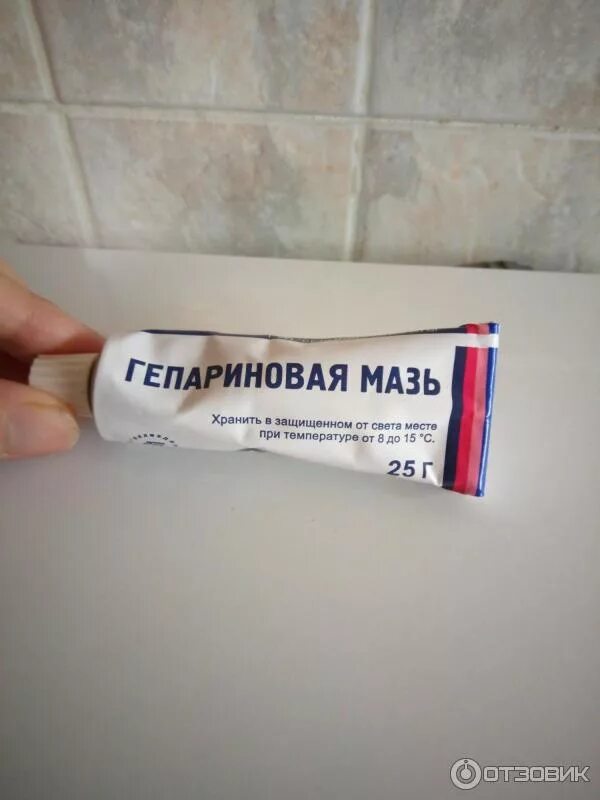 ГЕПАРИНОВАЯ МАЗЬ
Хранить в защищенном от света месте
при температуре от 8 до 15 °C.
25 Г
ОТЗОВИК